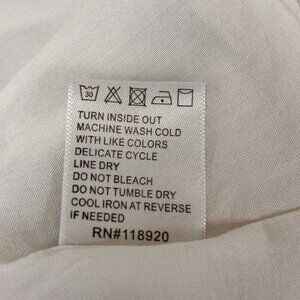 30
TURN INSIDE OUT
MACHINE WASH COLD
WITH LIKE COLORS
DELICATE CYCLE
LINE DRY
DO NOT BLEACH
DO NOT TUMBLE DRY
COOL IRON AT REVERSE
IF NEEDED
RN#118920